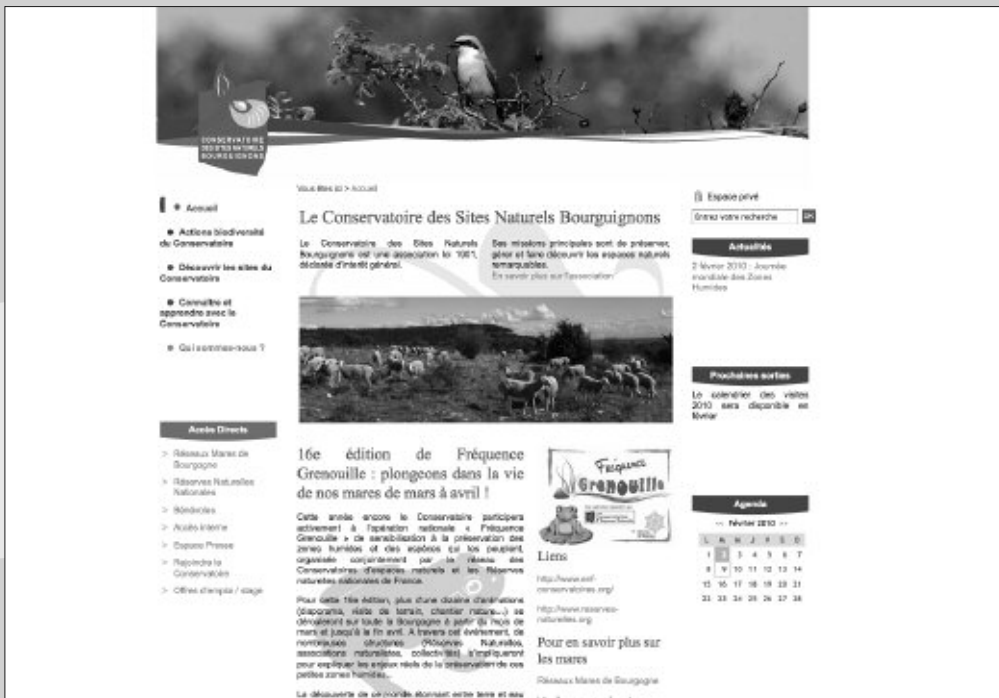 CONSERVATOIRE
DES SITES NATURELS
BOURGUIGNONS
Vous êtes ici > Accueil
Accueil
Actions biodiversité
du Conservatoire
Découvrir les sites du
Conservatoire
Connaître et
apprendre avec le
Conservatoire
Qui sommes-nous ?
Accès Directs
> Réseaux Mares de
Bourgogne
> Réserves Naturelles
Nationales
> Bénévoles
> Accès interne
> Espace Presse
> Rejoindre le
Conservatoire
> Offres d'emploi / stage
Le Conservatoire des Sites Naturels Bourguignons
Le Conservatoire des Sites Naturels
Bourguignons est une association loi 1901,
déclarée d'intérêt général.
Ses missions principales sont de préserver,
gérer et faire découvrir les espaces naturels
remarquables.
En savoir plus sur l'association
16e édition de Fréquence
Grenouille : plongeons dans la vie
de nos mares de mars à avril !
Cette année encore le Conservatoire participera
activement à l'opération nationale « Fréquence
Grenouille » de sensibilisation à la préservation des
zones humides et des espèces qui les peuplent,
organisée conjointement par le réseau des
Conservatoires d'espaces naturels et les Réserves
naturelles nationales de France.
Pour cette 16e édition, plus d'une dizaine d'animations
(diaporama, visite de terrain, chantier nature...) se
dérouleront sur toute la Bourgogne à partir du mois de
mars et jusqu'à la fin avril. A travers cet événement, de
nombreuses structures (Réserves Naturelles,
associations naturalistes, collectivités) s'impliqueront
pour expliquer les enjeux réels de la préservation de ces
petites zones humides...
La découverte de ce monde étonnant entre terre et eau
Fréquence
Grenouille
Liens
http://www.enf-
conservatoires.org/
http://www.reserves-
naturelles.org
Pour en savoir plus sur
les mares
Réseaux Mares de Bourgogne
Espace privé
Entrez votre recherche OK
Actualités
2 février 2010 : Journée
mondiale des Zones
Humides
Prochaines sorties
Le calendrier des visites
2010 sera disponible en
février
Agenda
<< Février 2010 >>
L M M J V S D
1 2 3 4 5 6 7
8 9 10 11 12 13 14
15 16 17 18 19 20 21
22 23 24 25 26 27 28